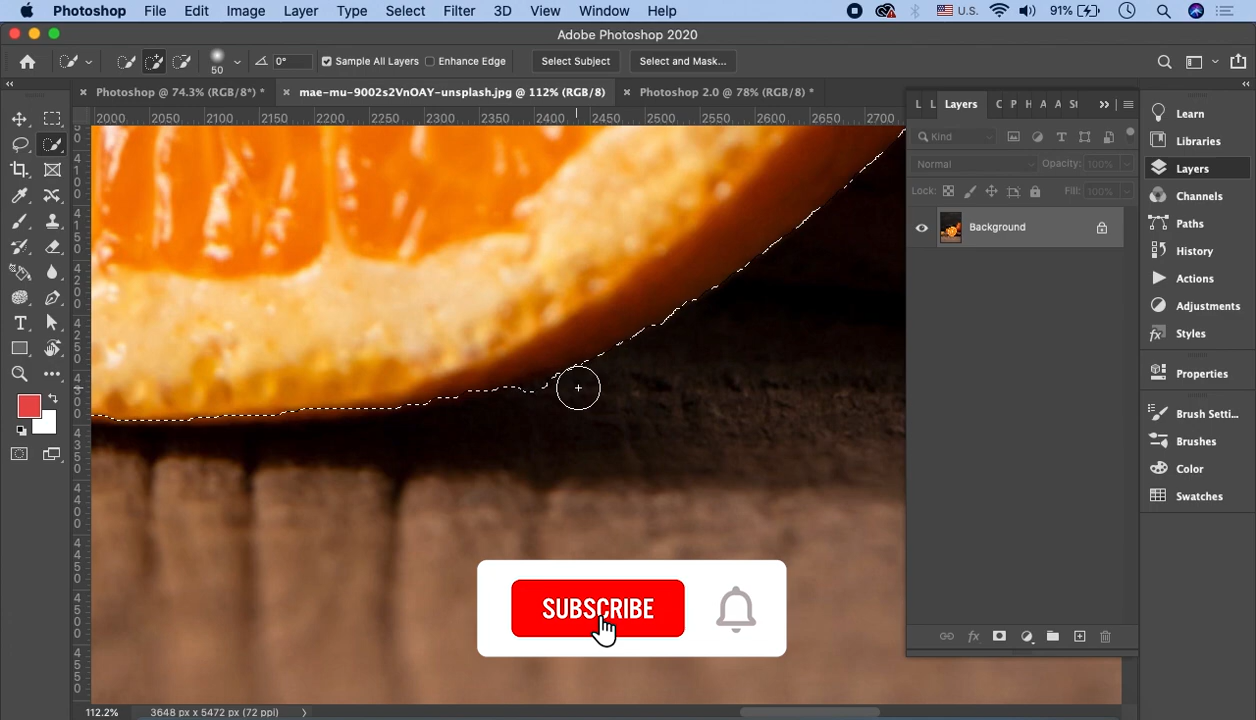 Photoshop File Edit Image Layer Type Select Filter 3D View Window Help U.S. 91%
Adobe Photoshop 2020
50 0° Sample All Layers Enhance Edge Select Subject Select and Mask...
Photoshop @ 74.3% (RGB/8*) * mae-mu-9002s2VnOAY-unsplash.jpg @ 112% (RGB/8) Photoshop 2.0 @ 78% (RGB/8) *
2000 2050 2100 2150 2200 2250 2300 2350 2400 2450 2500 2550 2600 2650 2700
L L Layers C P H A A St
Kind
Normal Opacity: 100%
Lock: Fill: 100%
Background
Learn
Libraries
Layers
Channels
Paths
History
Actions
Adjustments
Styles
Properties
Brush Setti...
Brushes
Color
Swatches
SUBSCRIBE
112.2% 3648 px x 5472 px (72 ppi)